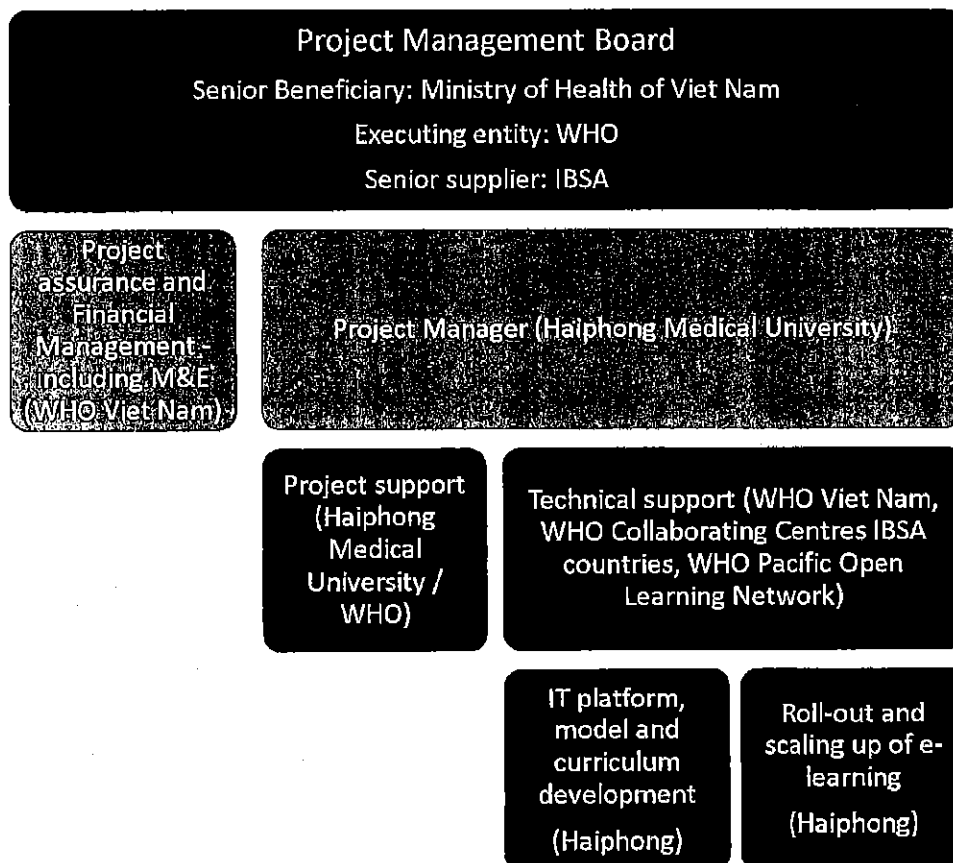 Project Management Board
Senior Beneficiary: Ministry of Health of Viet Nam
Executing entity: WHO
Senior supplier: IBSA
Project
assurance and
Financial
Management -
including M&E
(WHO Viet Nam)
Project Manager (Haiphong Medical University)
Project support
(Haiphong
Medical
University /
WHO)
Technical support (WHO Viet Nam,
WHO Collaborating Centres IBSA
countries, WHO Pacific Open
Learning Network)
IT platform,
model and
curriculum
development
(Haiphong)
Roll-out and
scaling up of e-
learning
(Haiphong)